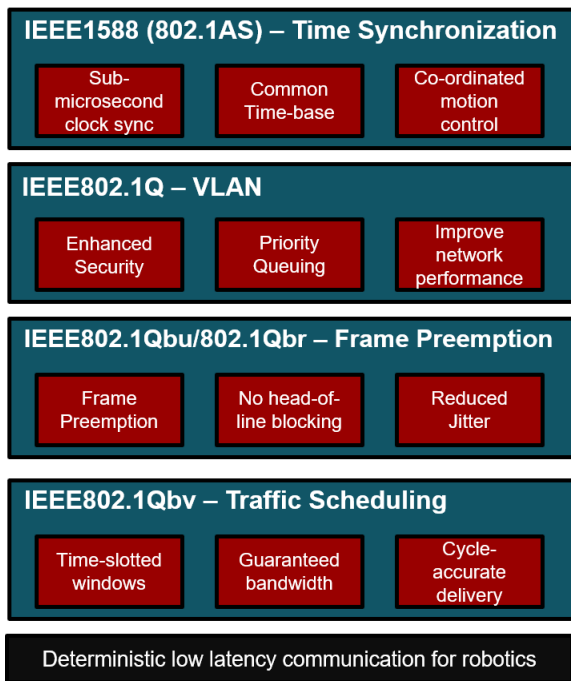 IEEE1588 (802.1AS) – Time Synchronization
Sub-
microsecond
clock sync
Common
Time-base
Co-ordinated
motion
control
IEEE802.1Q – VLAN
Enhanced
Security
Priority
Queuing
Improve
network
performance
IEEE802.1Qbu/802.1Qbr – Frame Preemption
Frame
Preemption
No head-of-
line blocking
Reduced
Jitter
IEEE802.1Qbv – Traffic Scheduling
Time-slotted
windows
Guaranteed
bandwidth
Cycle-
accurate
delivery
Deterministic low latency communication for robotics